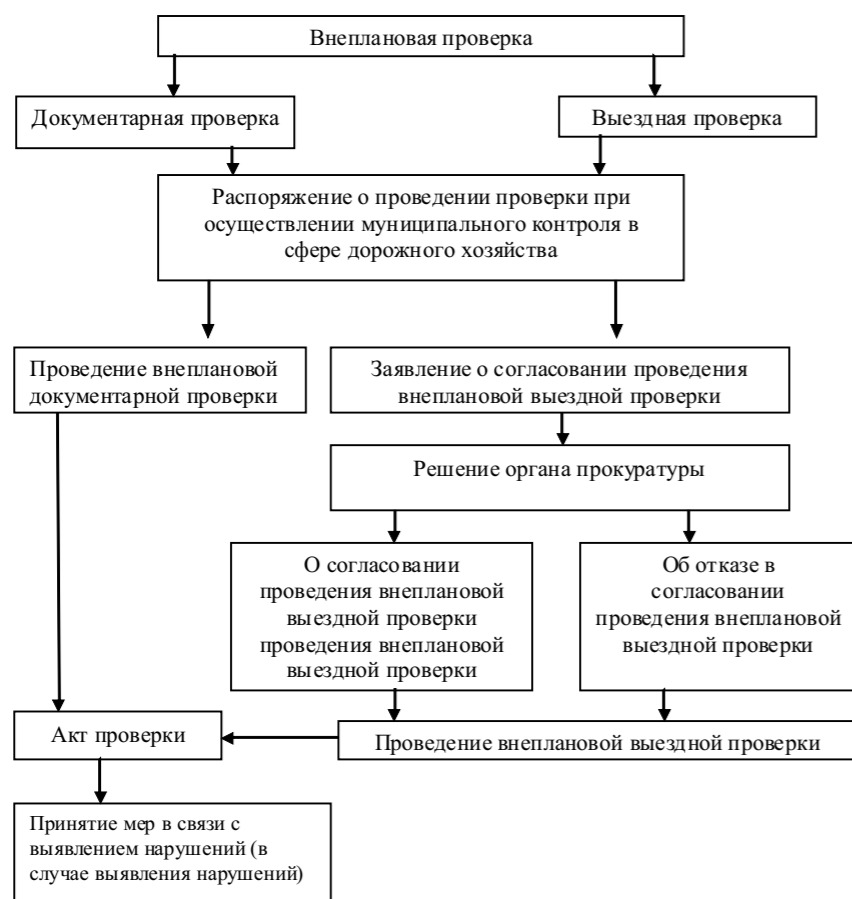 Внеплановая проверка
Документарная проверка
Выездная проверка
Распоряжение о проведении проверки при
осуществлении муниципального контроля в
сфере дорожного хозяйства
Проведение внеплановой
документарной проверки
Заявление о согласовании проведения
внеплановой выездной проверки
Решение органа прокуратуры
О согласовании
проведения внеплановой
выездной проверки
проведения внеплановой
выездной проверки
Об отказе в
согласовании
проведения внеплановой
выездной проверки
Акт проверки
Проведение внеплановой выездной проверки
Принятие мер в связи с
выявлением нарушений (в
случае выявления нарушений)